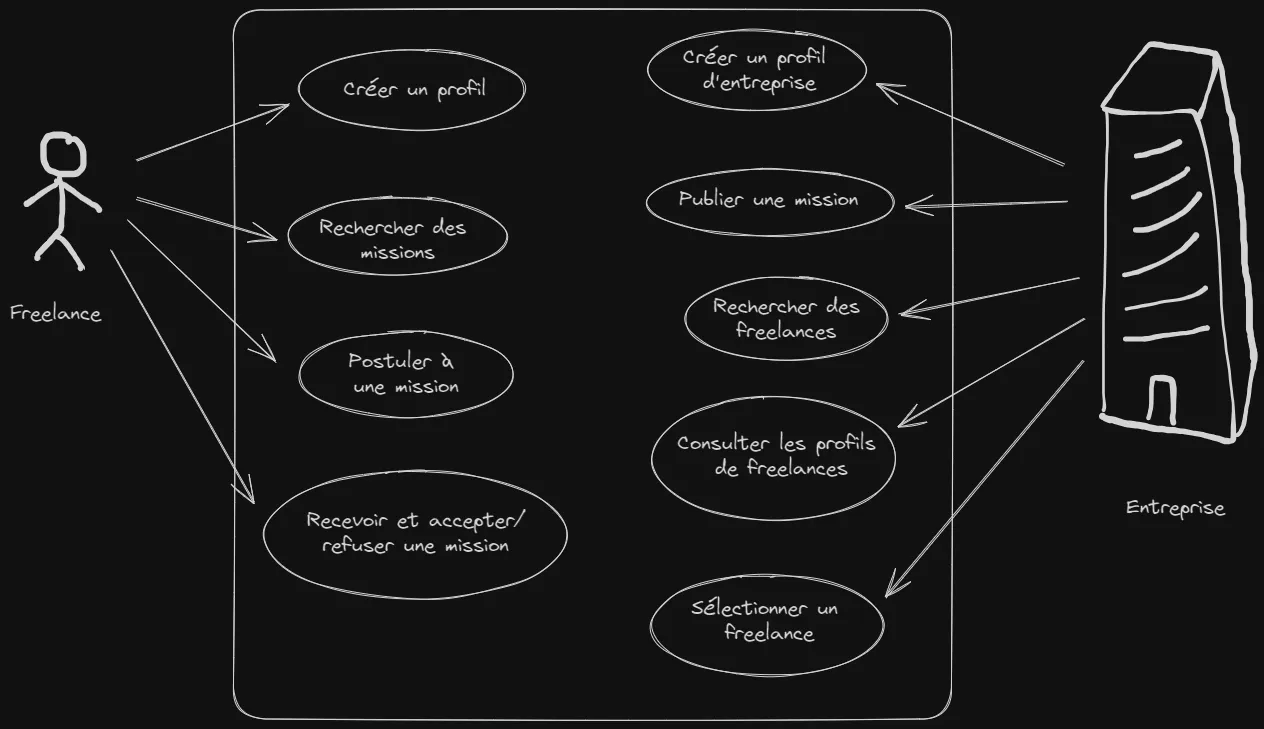 Créer un profil
Rechercher des
missions
Postuler à
une mission
Recevoir et accepter/
refuser une mission
Freelance
Créer un profil
d'entreprise
Publier une mission
Rechercher des
freelances
Consulter les profils
de freelances
Sélectionner un
freelance
Entreprise